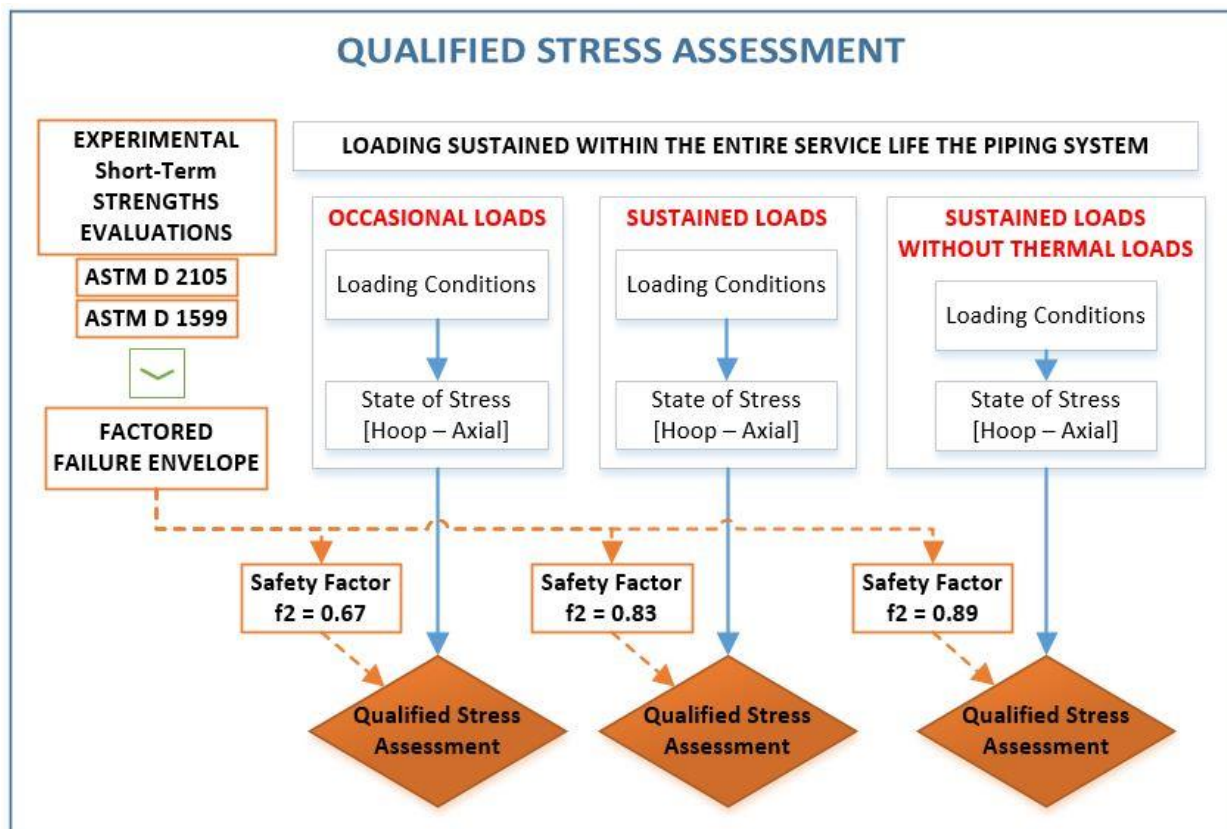 QUALIFIED STRESS ASSESSMENT
EXPERIMENTAL
Short-Term
STRENGTHS
EVALUATIONS
ASTM D 2105
ASTM D 1599
FACTORED
FAILURE ENVELOPE
LOADING SUSTAINED WITHIN THE ENTIRE SERVICE LIFE THE PIPING SYSTEM
OCCASIONAL LOADS
Loading Conditions
State of Stress
[Hoop – Axial]
SUSTAINED LOADS
Loading Conditions
State of Stress
[Hoop – Axial]
SUSTAINED LOADS
WITHOUT THERMAL LOADS
Loading Conditions
State of Stress
[Hoop – Axial]
Safety Factor
f2 = 0.67
Safety Factor
f2 = 0.83
Safety Factor
f2 = 0.89
Qualified Stress
Assessment
Qualified Stress
Assessment
Qualified Stress
Assessment